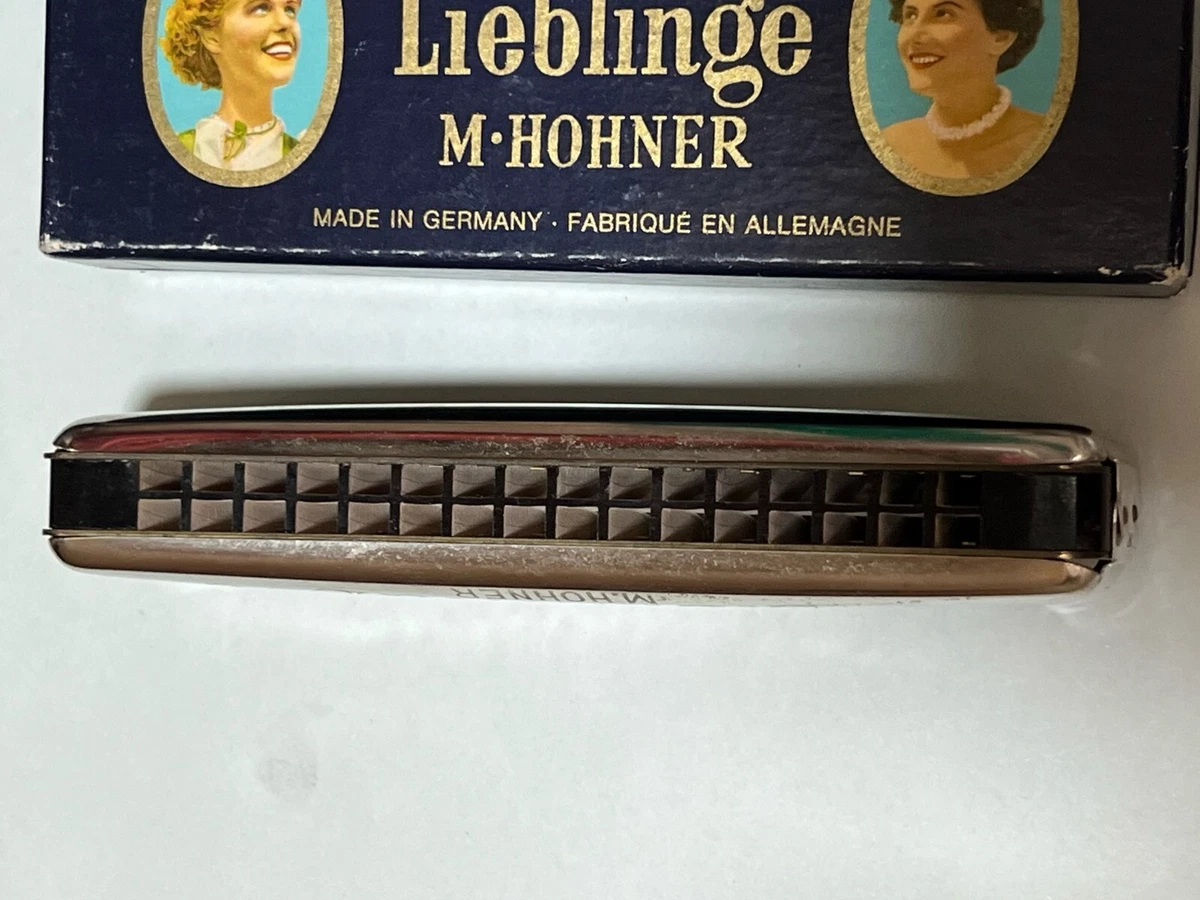 Lieblinge
M·HOHNER
MADE IN GERMANY · FABRIQUÉ EN ALLEMAGNE
M.HOHNER